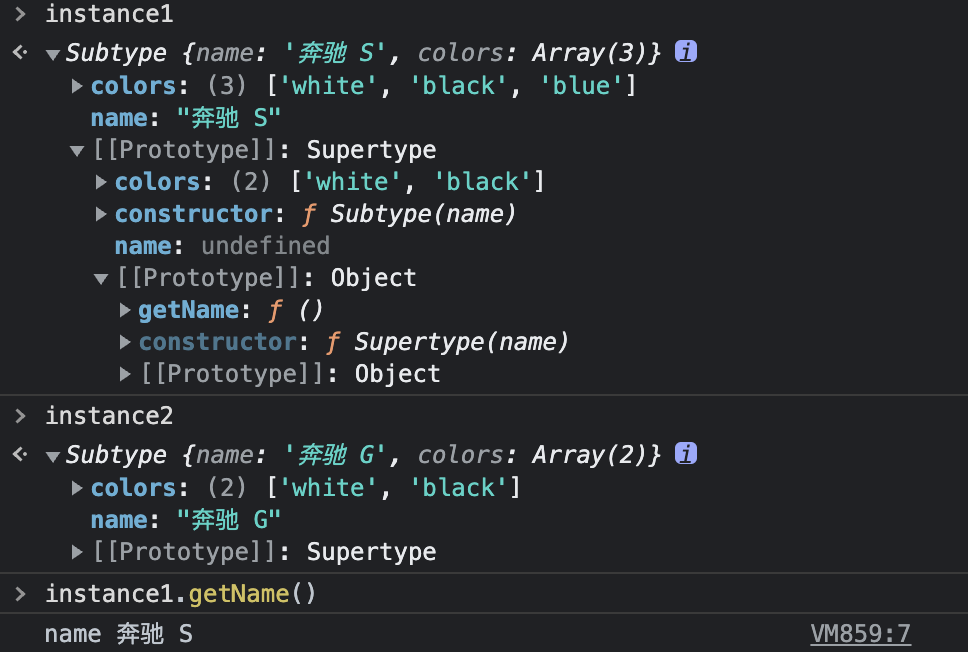 > instance1
<· ▼Subtype {name: '奔驰 S', colors: Array(3)} i
▶colors: (3) ['white', 'black', 'blue']
name: "奔驰 S"
▼[[Prototype]]: Supertype
▶colors: (2) ['white', 'black']
▶constructor: ƒ Subtype(name)
name: undefined
▼[[Prototype]]: Object
▶getName: ƒ ()
▶constructor: ƒ Supertype(name)
▶[[Prototype]]: Object
> instance2
<· ▼Subtype {name: '奔驰 G', colors: Array(2)} i
▶colors: (2) ['white', 'black']
name: "奔驰 G"
▶[[Prototype]]: Supertype
> instance1.getName()
name 奔驰 S VM859:7